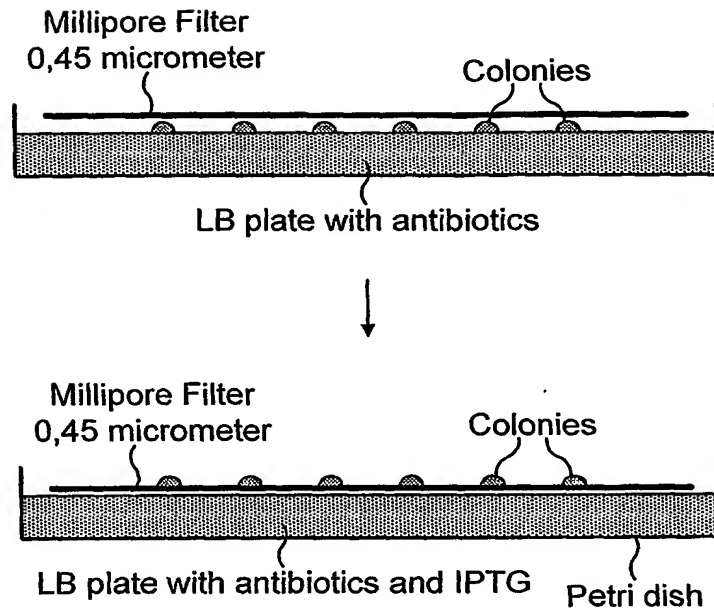 Millipore Filter
0,45 micrometer
Colonies
LB plate with antibiotics
Millipore Filter
0,45 micrometer
Colonies
LB plate with antibiotics and IPTG
Petri dish